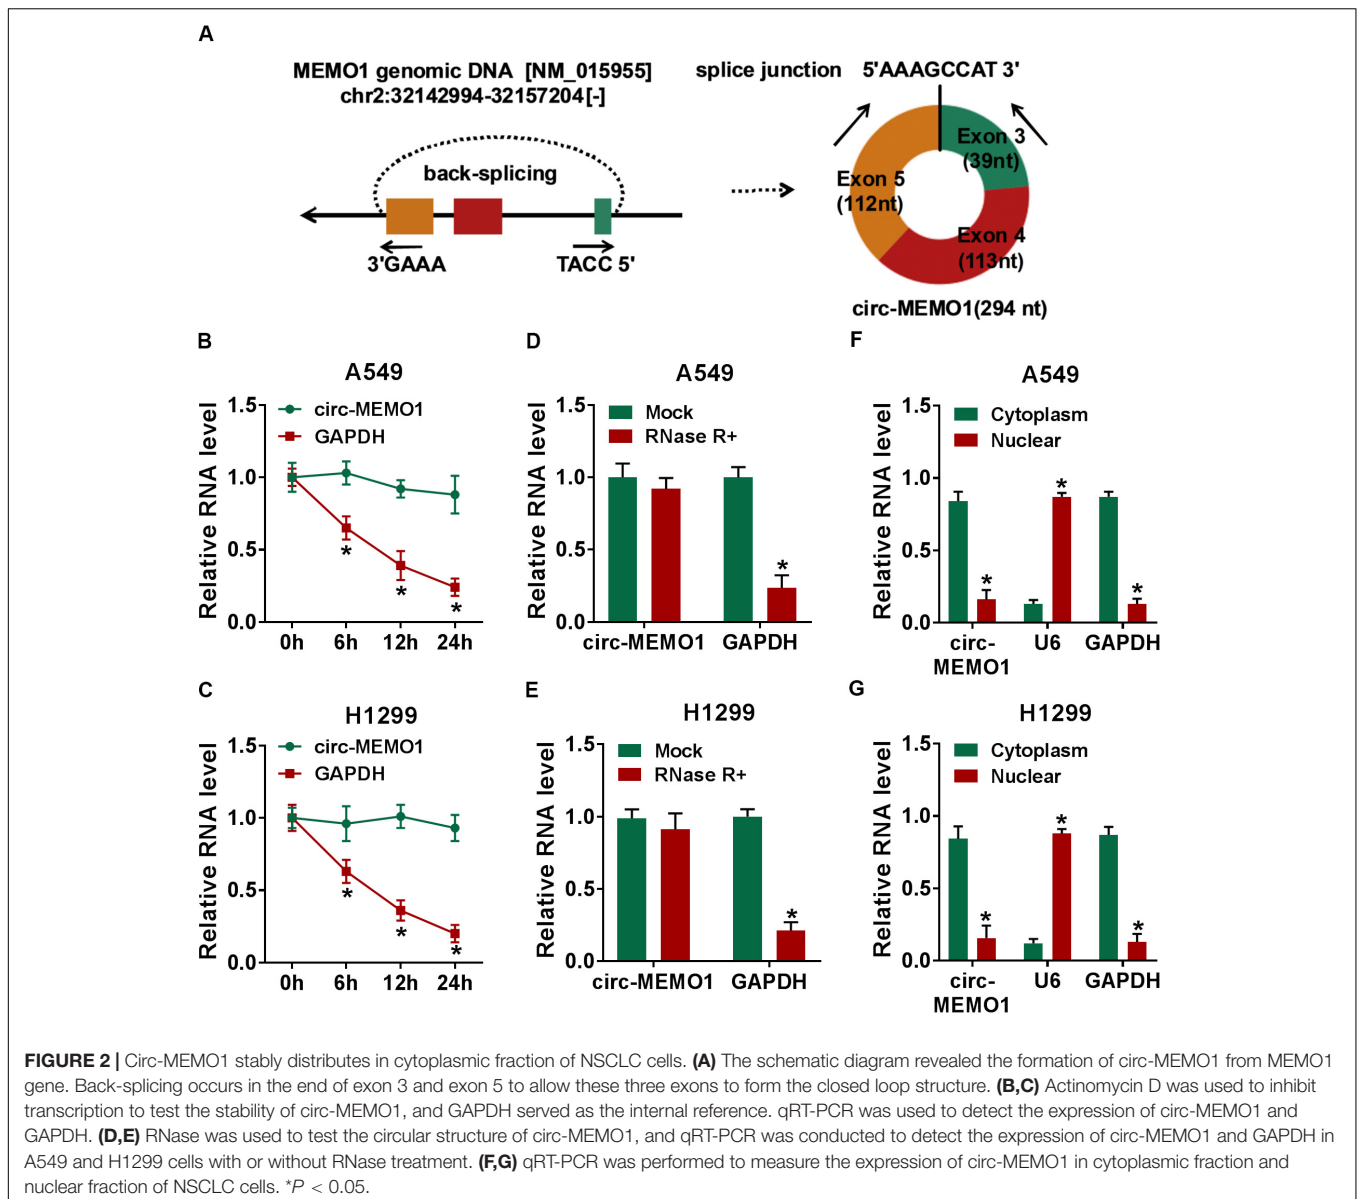 A
MEMO1 genomic DNA [NM_015955]
chr2:32142994-32157204[-]
back-splicing
3'GAAA
TACC 5'
splice junction 5'AAAGCCAT 3'
Exon 3
(39nt)
Exon 5
(112nt)
Exon 4
(113nt)
circ-MEMO1(294 nt)
B
A549
Relative RNA level
1.5
1.0
0.5
0.0
circ-MEMO1
GAPDH
*
*
*
0h 6h 12h 24h
D
A549
Relative RNA level
1.5
1.0
0.5
0.0
Mock
RNase R+
*
circ-MEMO1 GAPDH
F
A549
Relative RNA level
1.5
1.0
0.5
0.0
Cytoplasm
Nuclear
*
*
*
circ-
MEMO1
U6 GAPDH
C
H1299
Relative RNA level
1.5
1.0
0.5
0.0
circ-MEMO1
GAPDH
*
*
*
0h 6h 12h 24h
E
H1299
Relative RNA level
1.5
1.0
0.5
0.0
Mock
RNase R+
*
circ-MEMO1 GAPDH
G
H1299
Relative RNA level
1.5
1.0
0.5
0.0
Cytoplasm
Nuclear
*
*
*
circ-
MEMO1
U6 GAPDH
FIGURE 2 | Circ-MEMO1 stably distributes in cytoplasmic fraction of NSCLC cells. (A) The schematic diagram revealed the formation of circ-MEMO1 from MEMO1
gene. Back-splicing occurs in the end of exon 3 and exon 5 to allow these three exons to form the closed loop structure. (B,C) Actinomycin D was used to inhibit
transcription to test the stability of circ-MEMO1, and GAPDH served as the internal reference. qRT-PCR was used to detect the expression of circ-MEMO1 and
GAPDH. (D,E) RNase was used to test the circular structure of circ-MEMO1, and qRT-PCR was conducted to detect the expression of circ-MEMO1 and GAPDH in
A549 and H1299 cells with or without RNase treatment. (F,G) qRT-PCR was performed to measure the expression of circ-MEMO1 in cytoplasmic fraction and
nuclear fraction of NSCLC cells. *P < 0.05.